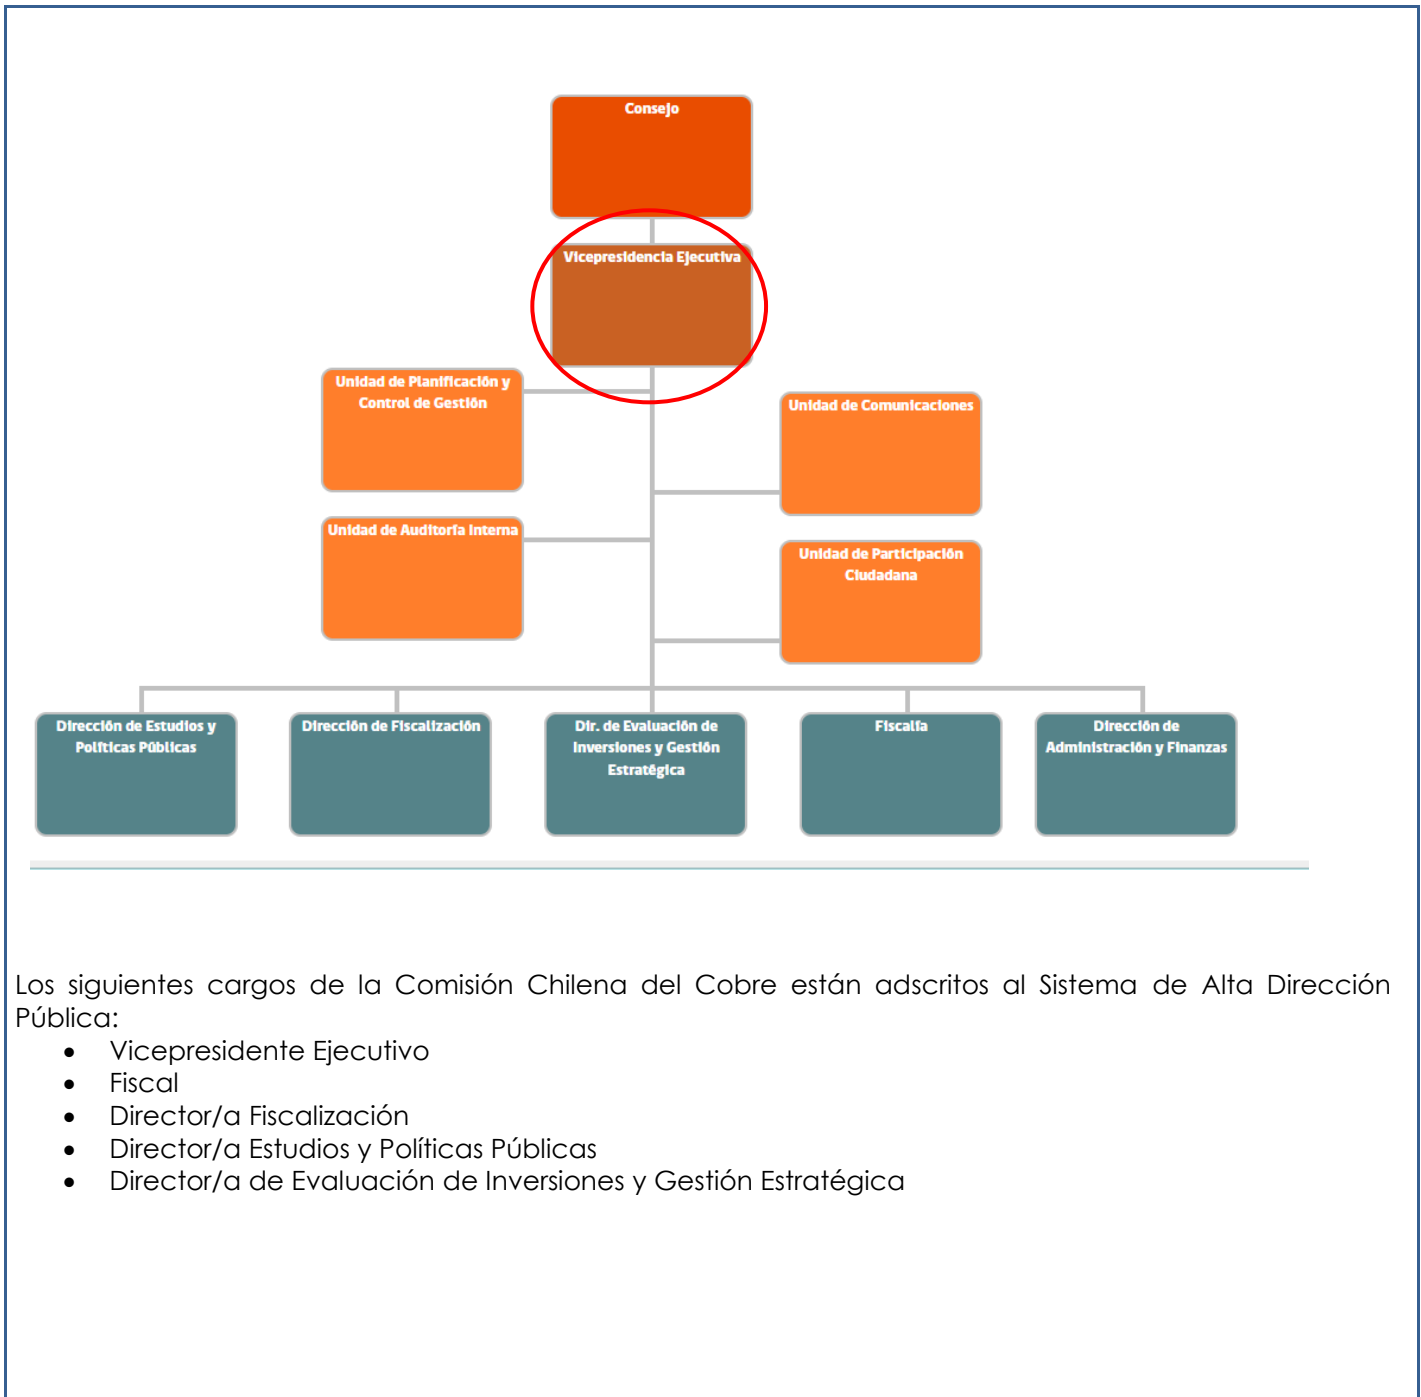 Consejo
Vicepresidencia Ejecutiva
Unidad de Planificación y
Control de Gestión
Unidad de Comunicaciones
Unidad de Auditoría Interna
Unidad de Participación
Ciudadana
Dirección de Estudios y
Políticas Públicas
Dirección de Fiscalización
Dir. de Evaluación de
Inversiones y Gestión
Estratégica
Fiscalía
Dirección de
Administración y Finanzas
Los siguientes cargos de la Comisión Chilena del Cobre están adscritos al Sistema de Alta Dirección
Pública:
• Vicepresidente Ejecutivo
• Fiscal
• Director/a Fiscalización
• Director/a Estudios y Políticas Públicas
• Director/a de Evaluación de Inversiones y Gestión Estratégica